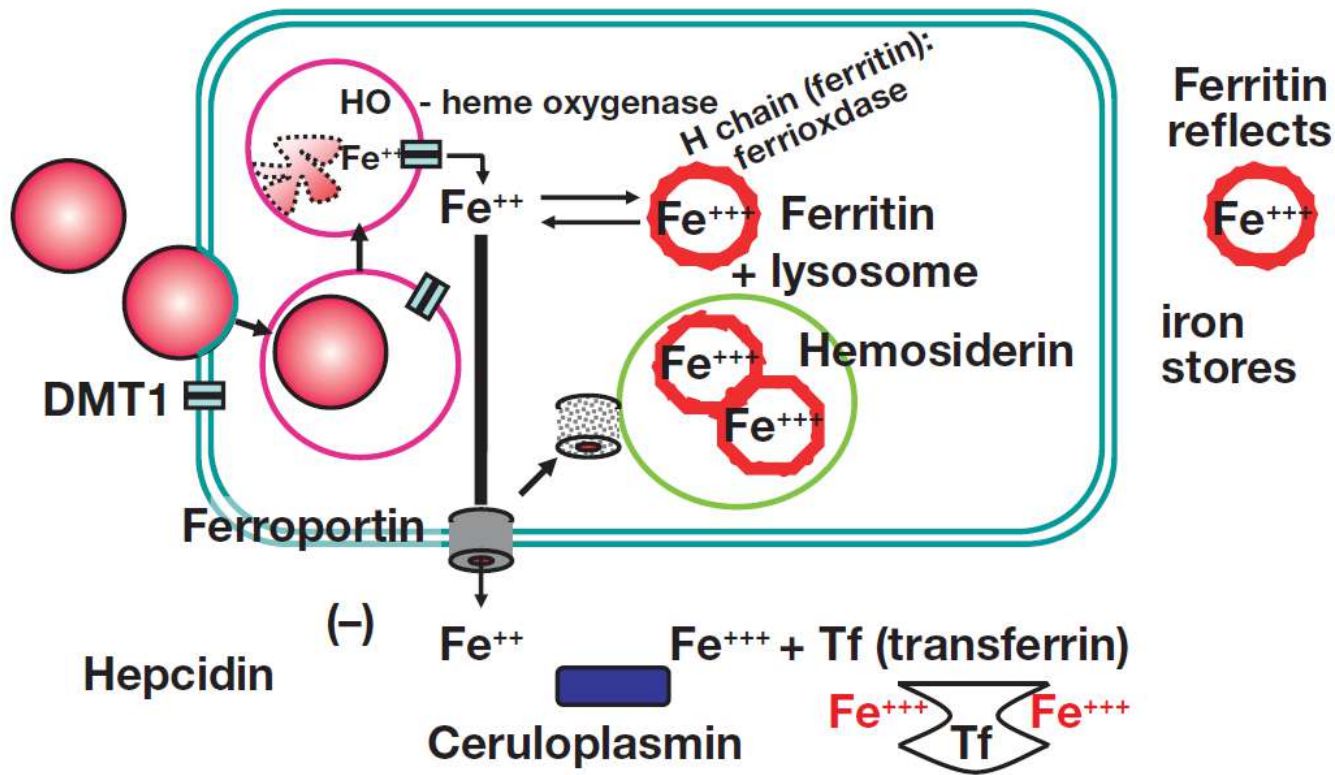 HO - heme oxygenase
H chain (ferritin):
ferrioxdase
Fe++
Fe++
Fe+++
Ferritin
+ lysosome
Fe+++
Hemosiderin
Fe+++
DMT1
Ferroportin
(–)
Hepcidin
Fe++
Fe+++ + Tf (transferrin)
Ceruloplasmin
Fe+++
Tf
Fe+++
Ferritin
reflects
Fe+++
iron
stores